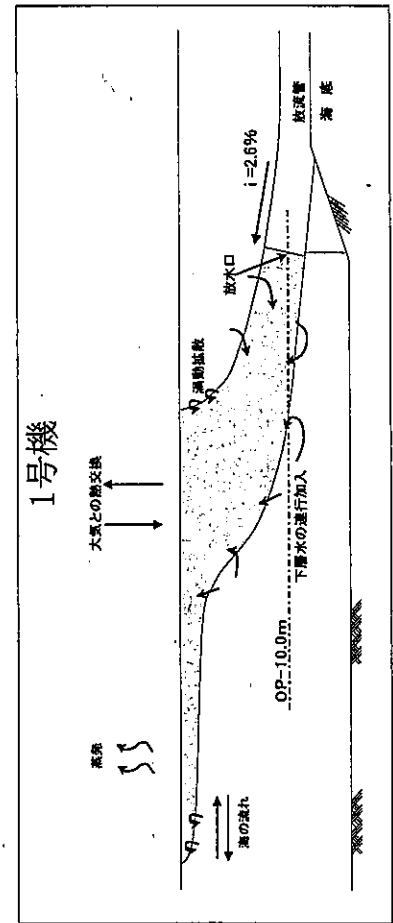 1号機
蒸発
大気との熱交換
渦動拡散
放水口
i=2.6%
放流管
海底
海の流れ
OP-10.0m
下層水の連行加入